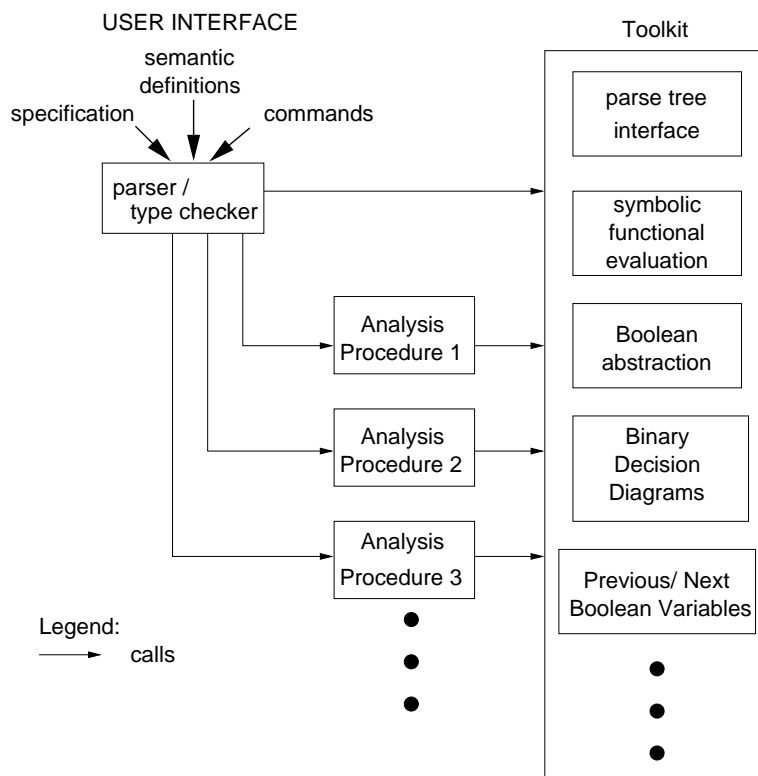 USER INTERFACE
semantic
definitions
specification
commands
parser /
type checker
Analysis
Procedure 1
Analysis
Procedure 2
Analysis
Procedure 3
Legend:
calls
Toolkit
parse tree
interface
symbolic
functional
evaluation
Boolean
abstraction
Binary
Decision
Diagrams
Previous/ Next
Boolean Variables